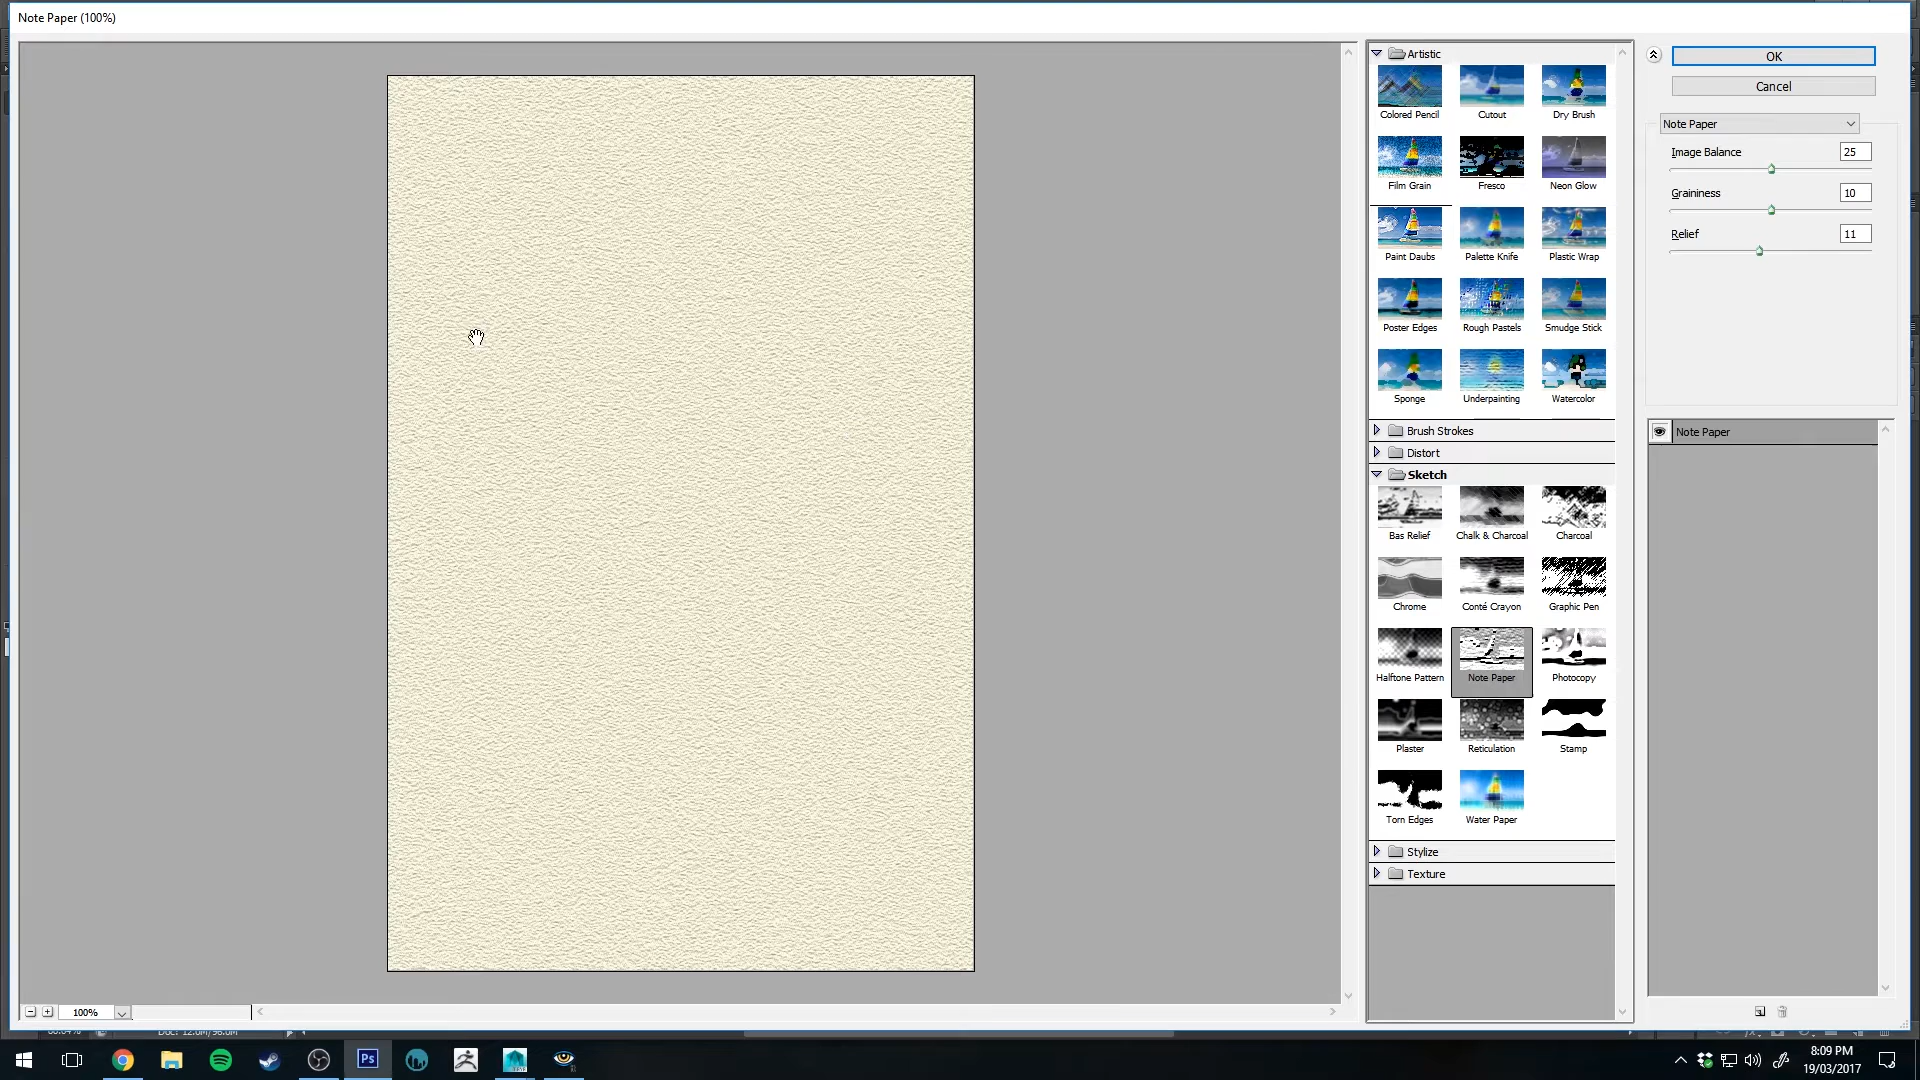 Note Paper (100%)
Artistic
Colored Pencil
Cutout
Dry Brush
Film Grain
Fresco
Neon Glow
Paint Daubs
Palette Knife
Plastic Wrap
Poster Edges
Rough Pastels
Smudge Stick
Sponge
Underpainting
Watercolor
Brush Strokes
Distort
Sketch
Bas Relief
Chalk & Charcoal
Charcoal
Chrome
Conté Crayon
Graphic Pen
Halftone Pattern
Note Paper
Photocopy
Plaster
Reticulation
Stamp
Torn Edges
Water Paper
Stylize
Texture
OK
Cancel
Note Paper
Image Balance 25
Graininess 10
Relief 11
Note Paper
100%
Ps
8:09 PM
19/03/2017